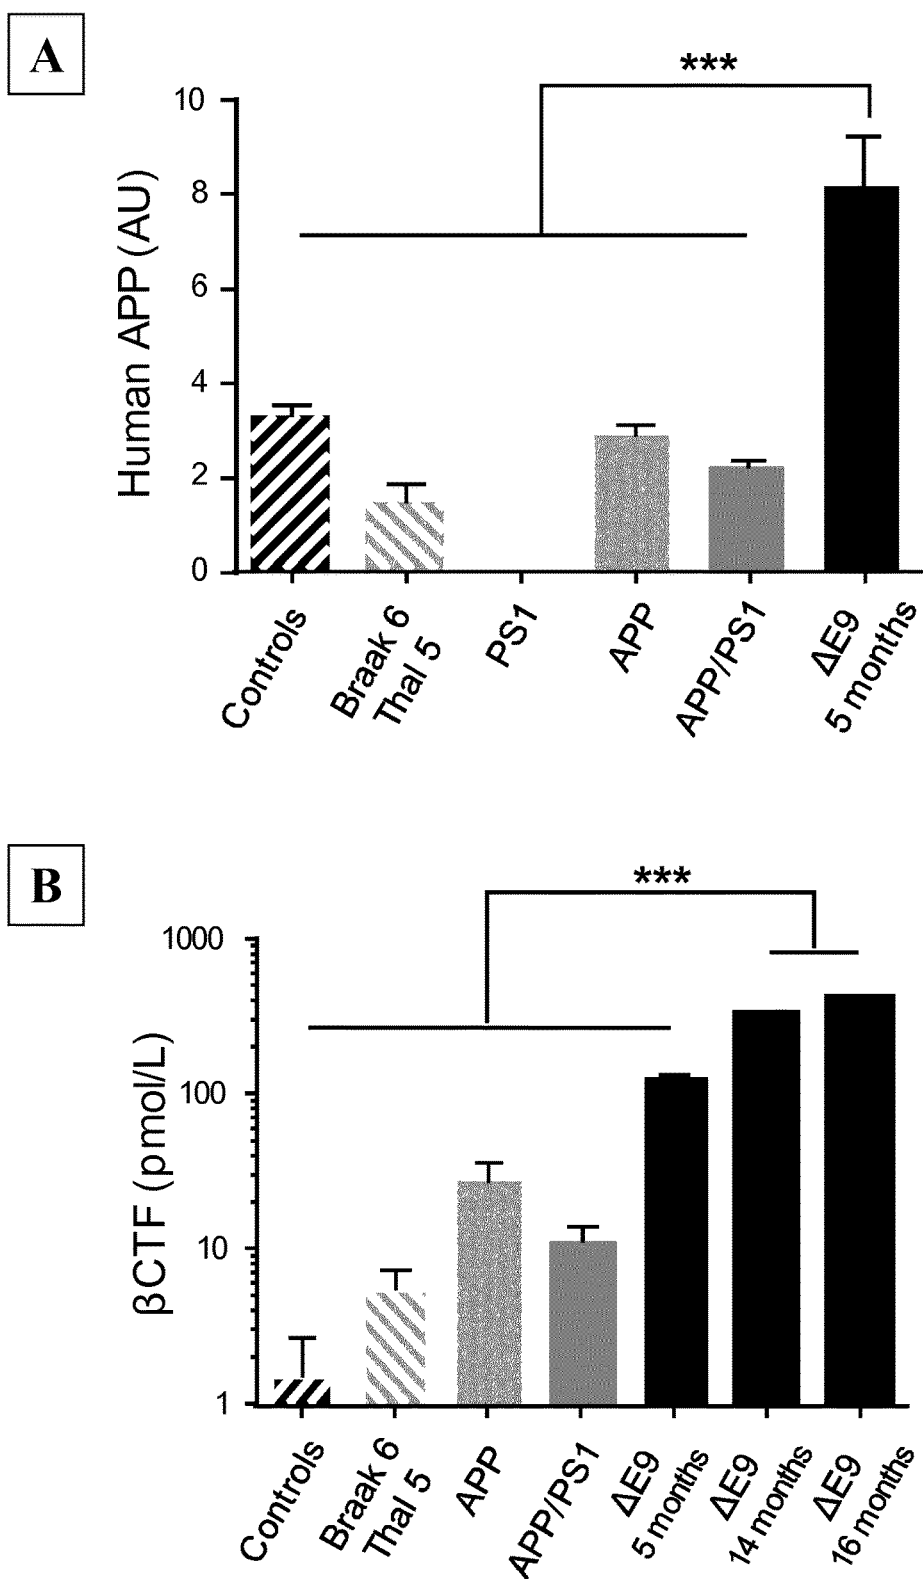 A
***
Human APP (AU)
10
8
6
4
2
0
Controls
Braak 6
Thal 5
PS1
APP
APP/PS1
ΔE9
5 months
B
***
βCTF (pmol/L)
1000
100
10
1
Controls
Braak 6
Thal 5
APP
APP/PS1
ΔE9
5 months
ΔE9
14 months
ΔE9
16 months